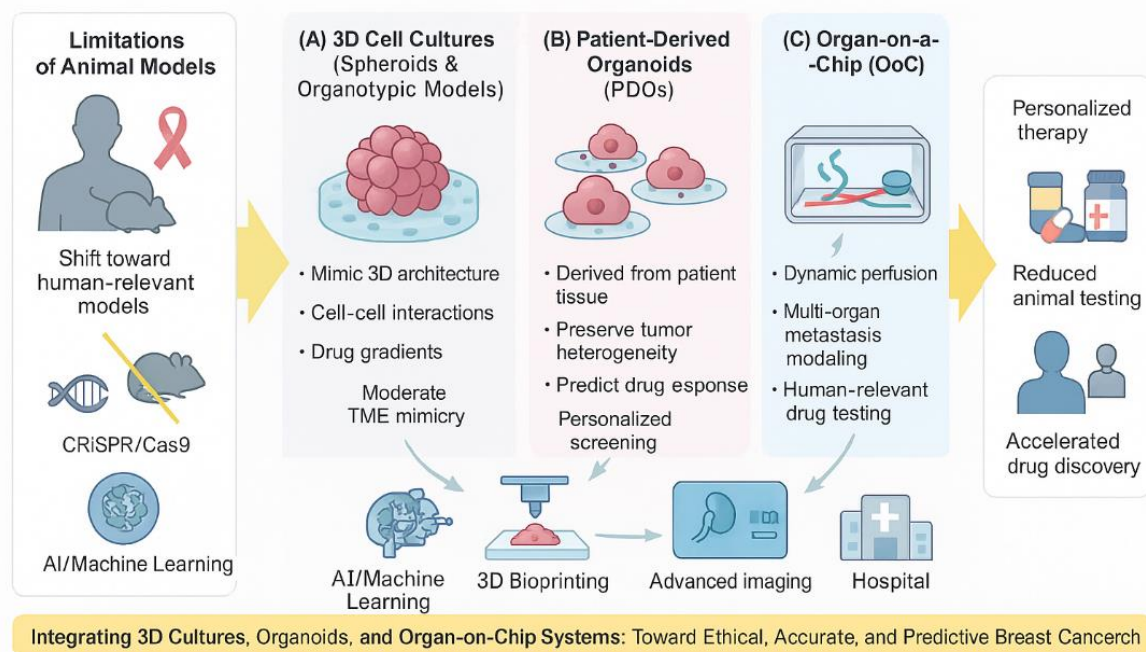 Limitations
of Animal Models
Shift toward
human-relevant
models
CRiSPR/Cas9
AI/Machine Learning
(A) 3D Cell Cultures
(Spheroids &
Organotypic Models)
• Mimic 3D architecture
• Cell-cell interactions
• Drug gradients
Moderate
TME mimicry
(B) Patient-Derived
Organoids
(PDOs)
• Derived from patient
tissue
• Preserve tumor
heterogeneity
• Predict drug esponse
Personalized
screening
(C) Organ-on-a-
-Chip (OoC)
• Dynamic perfusion
• Multi-organ
metastasis
modaling
• Human-relevant
drug testing
AI/Machine
Learning
3D Bioprinting
Advanced imaging
Hospital
Personalized
therapy
Reduced
animal testing
Accelerated
drug discovery
Integrating 3D Cultures, Organoids, and Organ-on-Chip Systems: Toward Ethical, Accurate, and Predictive Breast Cancerch